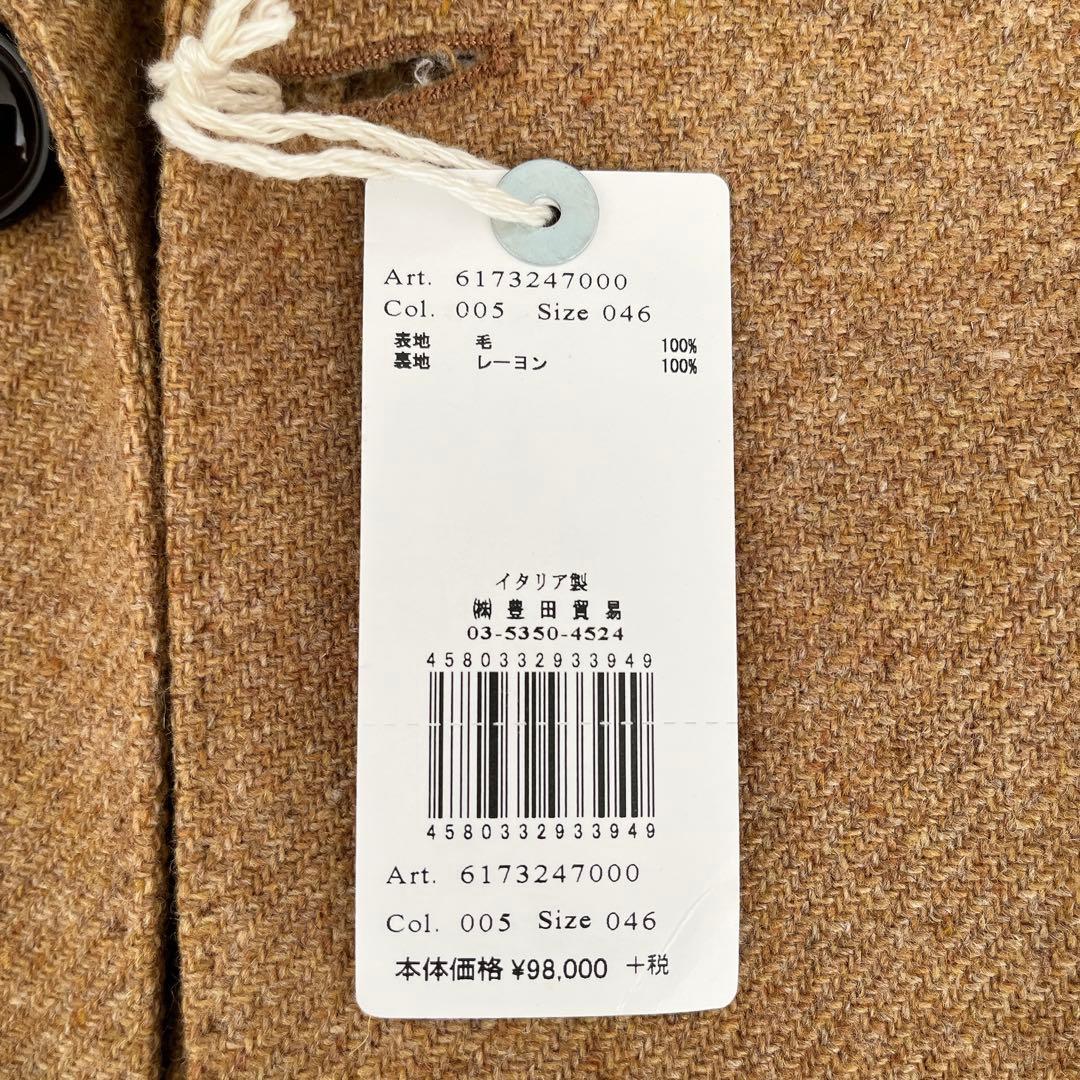 Art. 6173247000
Col. 005 Size 046
表地 毛 100%
裏地 レーヨン 100%
イタリア製
㈱ 豊田貿易
03-5350-4524
4580332933949
4580332933949
Art. 6173247000
Col. 005 Size 046
本体価格 ¥98,000 +税